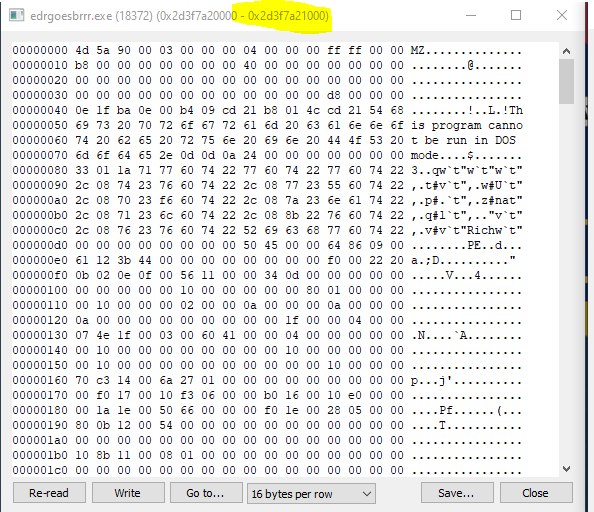 edrgoesbrrr.exe (18372) (0x2d3f7a20000 - 0x2d3f7a21000)
00000000 4d 5a 90 00 03 00 00 00 04 00 00 00 ff ff 00 00 MZ..............
00000010 b8 00 00 00 00 00 00 00 40 00 00 00 00 00 00 00 ........@.......
00000020 00 00 00 00 00 00 00 00 00 00 00 00 00 00 00 00 ................
00000030 00 00 00 00 00 00 00 00 00 00 00 00 d8 00 00 00 ................
00000040 0e 1f ba 0e 00 b4 09 cd 21 b8 01 4c cd 21 54 68 ........!..L.!Th
00000050 69 73 20 70 72 6f 67 72 61 6d 20 63 61 6e 6e 6f is program canno
00000060 74 20 62 65 20 72 75 6e 20 69 6e 20 44 4f 53 20 t be run in DOS
00000070 6d 6f 64 65 2e 0d 0d 0a 24 00 00 00 00 00 00 00 mode....$.......
00000080 33 01 1a 71 77 60 74 22 77 60 74 22 77 60 74 22 3..qw`t"w`t"w`t"
00000090 2c 08 74 23 76 60 74 22 2c 08 77 23 55 60 74 22 ,.t#v`t",.w#U`t"
000000a0 2c 08 70 23 f6 60 74 22 2c 08 7a 23 6e 61 74 22 ,.p#.`t",.z#nat"
000000b0 2c 08 71 23 6c 60 74 22 2c 08 8b 22 76 60 74 22 ,.q#l`t",.."v`t"
000000c0 2c 08 76 23 76 60 74 22 52 69 63 68 77 60 74 22 ,.v#v`t"Richw`t"
000000d0 00 00 00 00 00 00 00 00 50 45 00 00 64 86 09 00 ........PE..d...
000000e0 61 12 3b 44 00 00 00 00 00 00 00 00 f0 00 22 20 a.;D.........."
000000f0 0b 02 0e 0f 00 56 11 00 00 34 0d 00 00 00 00 00 .....V...4......
00000100 00 00 00 00 00 10 00 00 00 00 00 80 01 00 00 00 ................
00000110 00 10 00 00 00 02 00 00 0a 00 00 00 0a 00 00 00 ................
00000120 0a 00 00 00 00 00 00 00 00 1f 00 00 04 00 00 ................
00000130 07 4e 1f 00 03 00 60 41 00 00 04 00 00 00 00 00 .N....`A........
00000140 00 10 00 00 00 00 00 00 00 00 10 00 00 00 00 00 ................
00000150 00 10 00 00 00 00 00 00 00 00 00 00 10 00 00 00 ................
00000160 70 c3 14 00 6a 27 01 00 00 00 00 00 00 00 00 00 p...j'..........
00000170 00 f0 17 00 10 f3 06 00 00 b0 16 00 10 e0 00 00 ................
00000180 00 1a 1e 00 50 66 00 00 00 f0 1e 00 28 05 00 00 ....Pf......(...
00000190 80 0b 12 00 54 00 00 00 00 00 00 00 00 00 00 00 ....T...........
000001a0 00 00 00 00 00 00 00 00 00 00 00 00 00 00 00 00 ................
000001b0 10 8b 11 00 08 01 00 00 00 00 00 00 00 00 00 00 ................
000001c0 00 00 00 00 00 00 00 00 00 00 00 00 00 00 00 00 ................
Re-read Write Go to... 16 bytes per row Save... Close